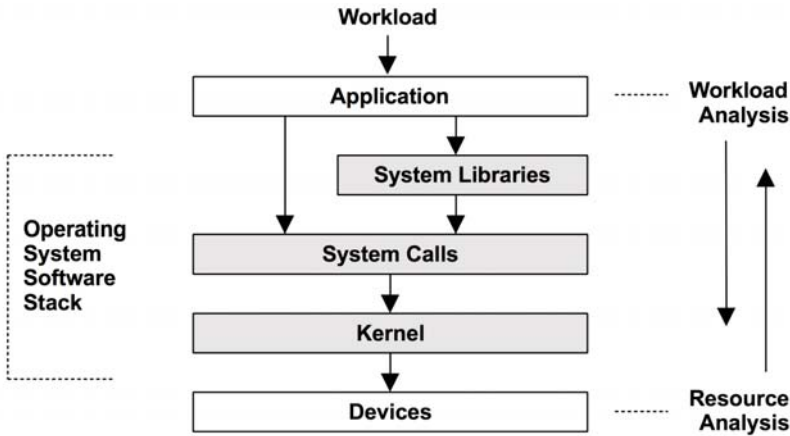 Workload
Application
Workload
Analysis
System Libraries
Operating
System
Software
Stack
System Calls
Kernel
Devices
Resource
Analysis